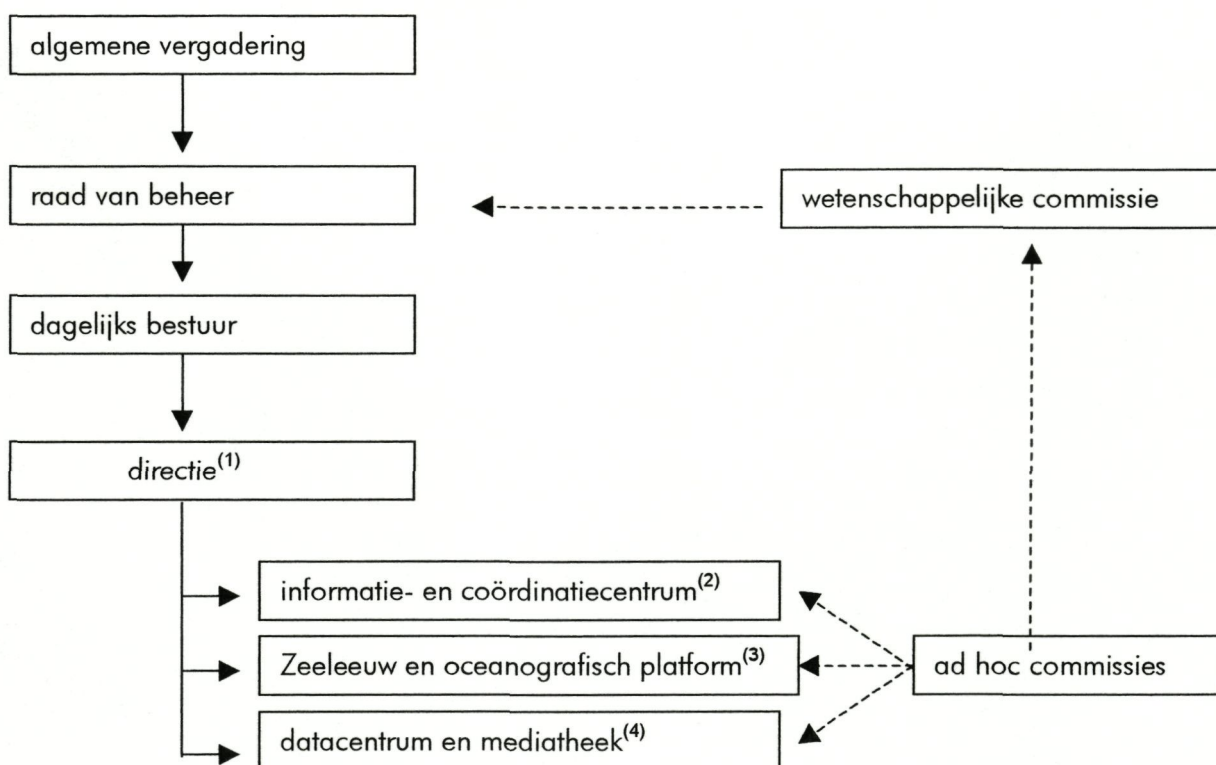 algemene vergadering
raad van beheer
wetenschappelijke commissie
dagelijks bestuur
directie(1)
informatie- en coördinatiecentrum(2)
Zeeleeuw en oceanografisch platform(3)
ad hoc commissies
datacentrum en mediatheek(4)